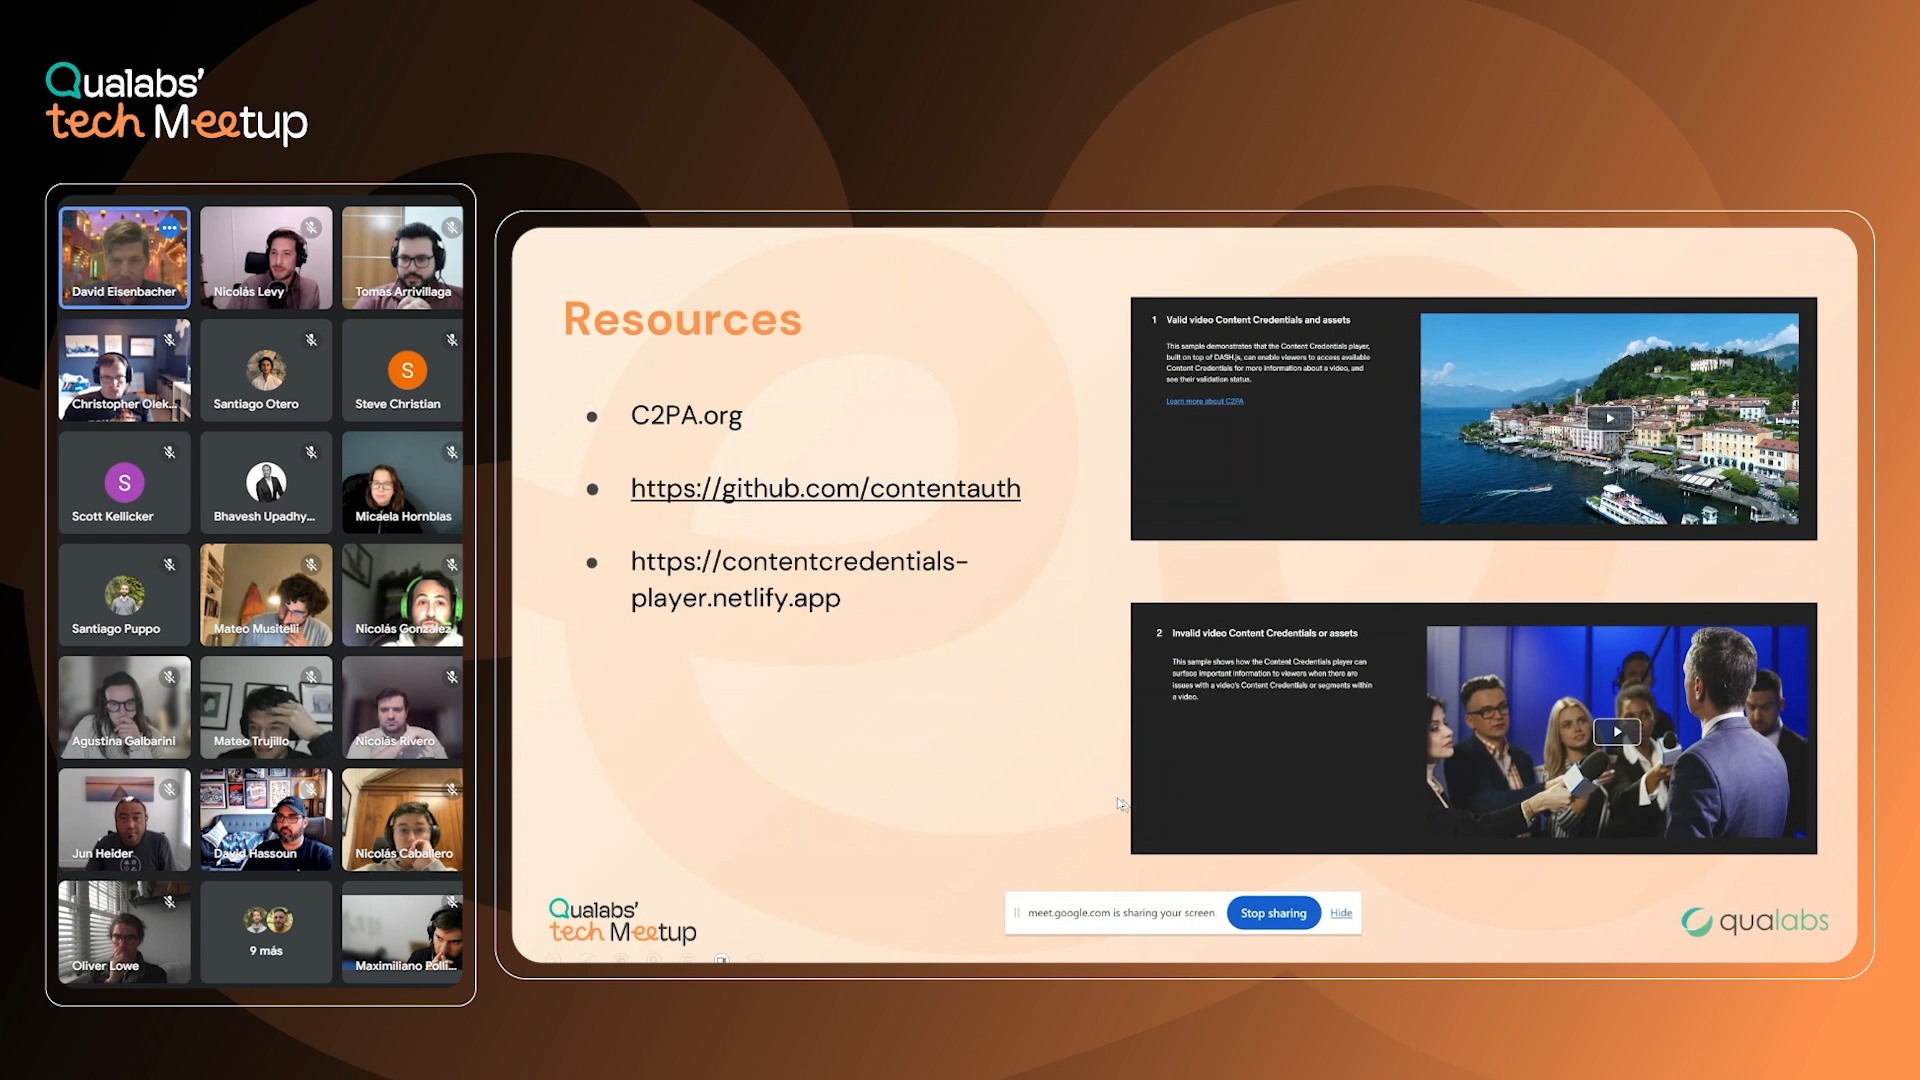 Qualabs'
tech Meetup
David Eisenbacher
Nicolás Levy
Tomas Arrivillaga
Christopher Olek...
Santiago Otero
S
Steve Christian
S
Scott Kellicker
Bhavesh Upadhy...
Micaela Hornblas
Santiago Puppo
Mateo Musitelli
Nicolás González
Agustina Galbarini
Mateo Trujillo
Nicolás Rivero
Jun Heider
David Hassoun
Nicolás Caballero
Oliver Lowe
9 más
Maximiliano Polli...
Resources
C2PA.org
https://github.com/contentauth
https://contentcredentials-
player.netlify.app
1 Valid video Content Credentials and assets
This sample demonstrates that the Content Credentials player,
built on top of DASH.js, can enable viewers to access available
Content Credentials for more information about a video, and
see their validation status.
Learn more about C2PA
2 Invalid video Content Credentials or assets
This sample shows how the Content Credentials player can
surface important information to viewers when there are
issues with a video's Content Credentials or segments within
a video.
Qualabs'
tech Meetup
meet.google.com is sharing your screen.
Stop sharing
Hide
qualabs